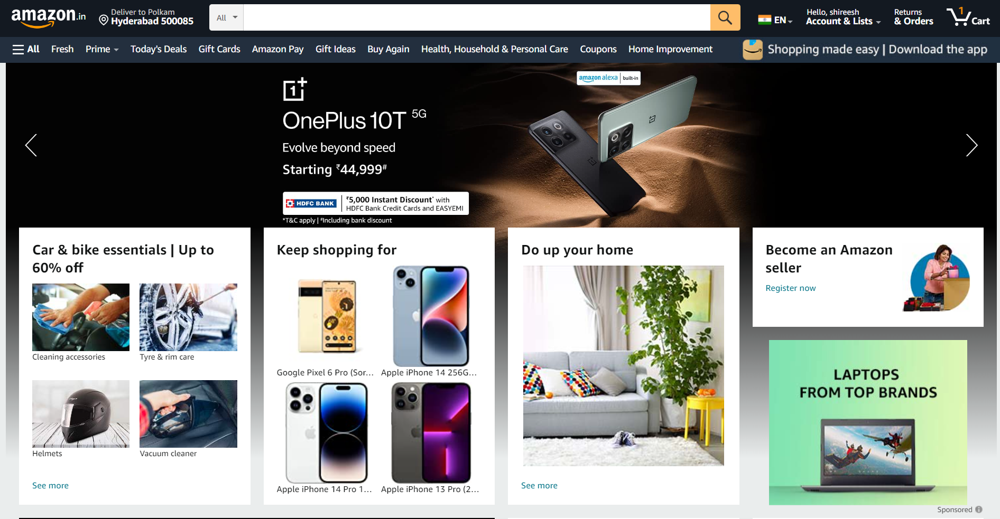 amazon.in
Deliver to Polkam
Hyderabad 500085
All
EN
Hello, shireesh
Account & Lists
Returns
& Orders
1
Cart
All
Fresh
Prime
Today's Deals
Gift Cards
Amazon Pay
Gift Ideas
Buy Again
Health, Household & Personal Care
Coupons
Home Improvement
Shopping made easy | Download the app
amazon alexa | built-in
1+
OnePlus 10T 5G
Evolve beyond speed
Starting ₹44,999#
HDFC BANK
₹5,000 Instant Discount* with
HDFC Bank Credit Cards and EASYEMI
*T&C apply | #Including bank discount
Car & bike essentials | Up to
60% off
Cleaning accessories
Tyre & rim care
Helmets
Vacuum cleaner
See more
Keep shopping for
Google Pixel 6 Pro (Sor...
Apple iPhone 14 256G...
Apple iPhone 14 Pro 1...
Apple iPhone 13 Pro (2...
Do up your home
See more
Become an Amazon
seller
Register now
LAPTOPS
FROM TOP BRANDS
Sponsored